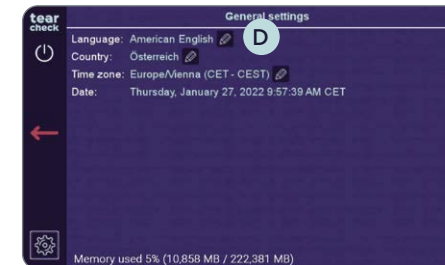 tear
check
General settings
Language: American English
D
Country: Österreich
Time zone: Europe/Vienna (CET - CEST)
Date: Thursday, January 27, 2022 9:57:39 AM CET
Memory used 5% (10,858 MB / 222,381 MB)